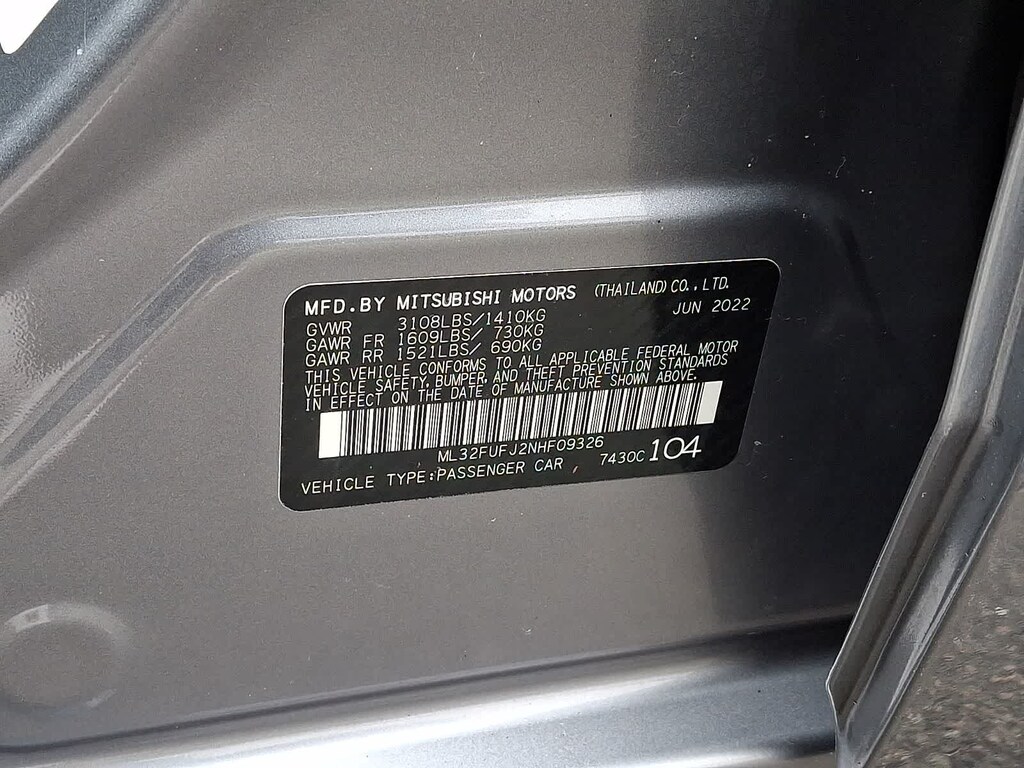 MFD. BY MITSUBISHI MOTORS (THAILAND) CO., LTD.
GVWR 3108LBS/1410KG JUN 2022
GAWR FR 1609LBS/ 730KG
GAWR RR 1521LBS/ 690KG
THIS VEHICLE CONFORMS TO ALL APPLICABLE FEDERAL MOTOR
VEHICLE SAFETY, BUMPER, AND THEFT PREVENTION STANDARDS
IN EFFECT ON THE DATE OF MANUFACTURE SHOWN ABOVE.
ML32FUFJ2NHF09326
VEHICLE TYPE:PASSENGER CAR 7430C 104